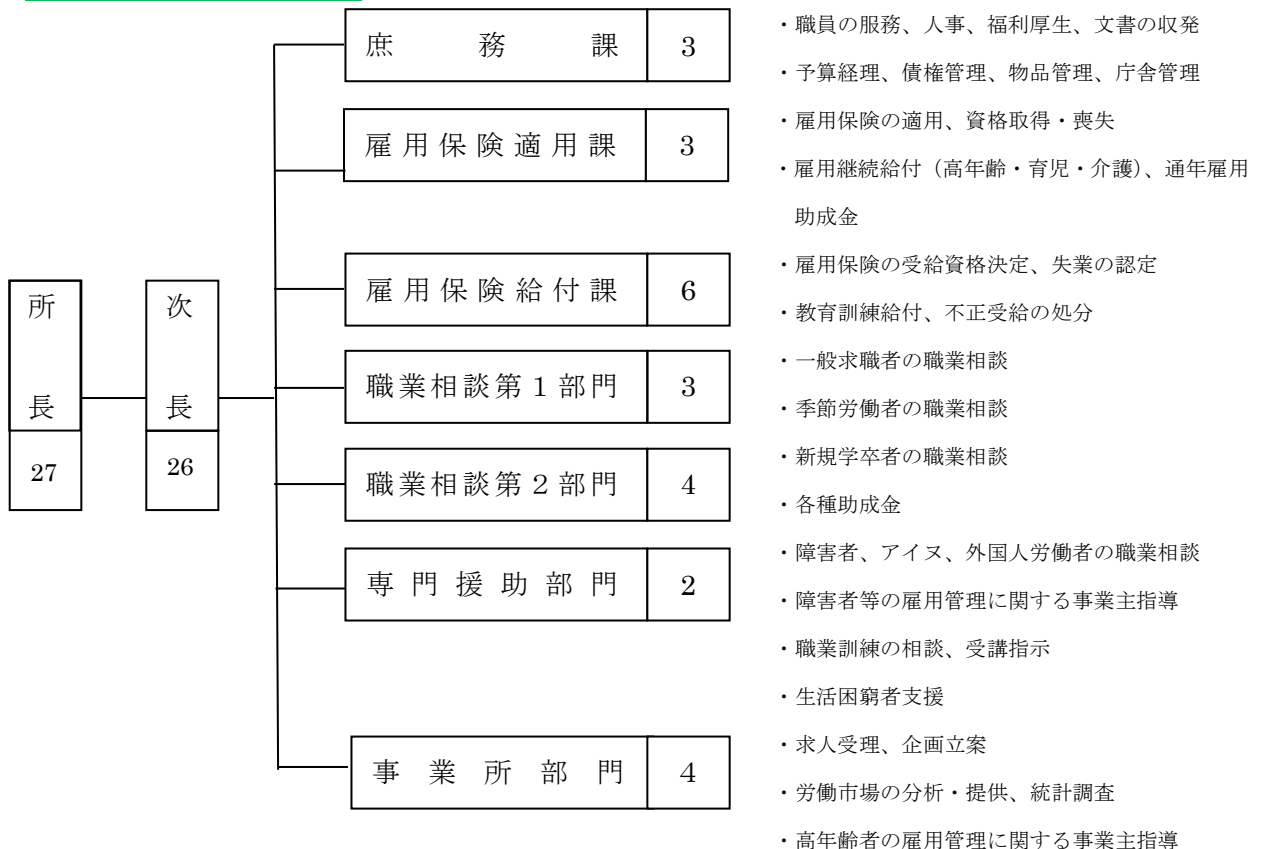 庶務課 3
・職員の服務、人事、福利厚生、文書の収発
・予算経理、債権管理、物品管理、庁舎管理
雇用保険適用課 3
・雇用保険の適用、資格取得・喪失
・雇用継続給付（高年齢・育児・介護）、通年雇用
助成金
所長
27
次長
26
雇用保険給付課 6
・雇用保険の受給資格決定、失業の認定
・教育訓練給付、不正受給の処分
職業相談第１部門 3
・一般求職者の職業相談
・季節労働者の職業相談
職業相談第２部門 4
・新規学卒者の職業相談
・各種助成金
専門援助部門 2
・障害者、アイヌ、外国人労働者の職業相談
・障害者等の雇用管理に関する事業主指導
・職業訓練の相談、受講指示
・生活困窮者支援
事業所部門 4
・求人受理、企画立案
・労働市場の分析・提供、統計調査
・高年齢者の雇用管理に関する事業主指導